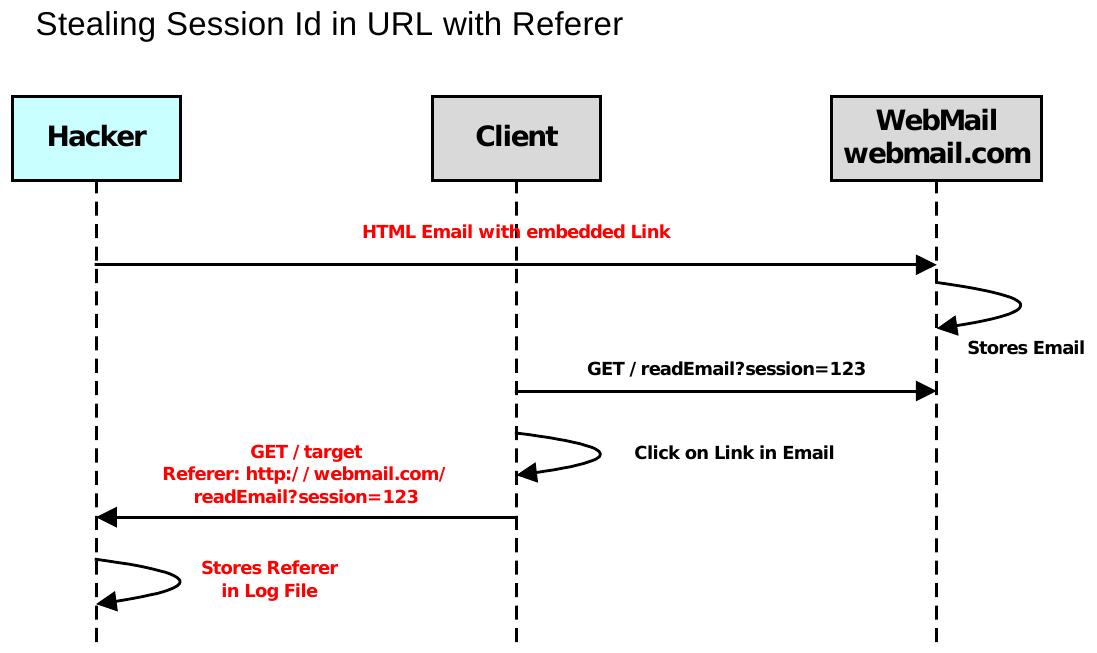 Stealing Session Id in URL with Referer
Hacker
Client
WebMail
webmail.com
HTML Email with embedded Link
Stores Email
GET / readEmail?session=123
Click on Link in Email
GET / target
Referer: http: / / webmail.com/
readEmail?session=123
Stores Referer
in Log File